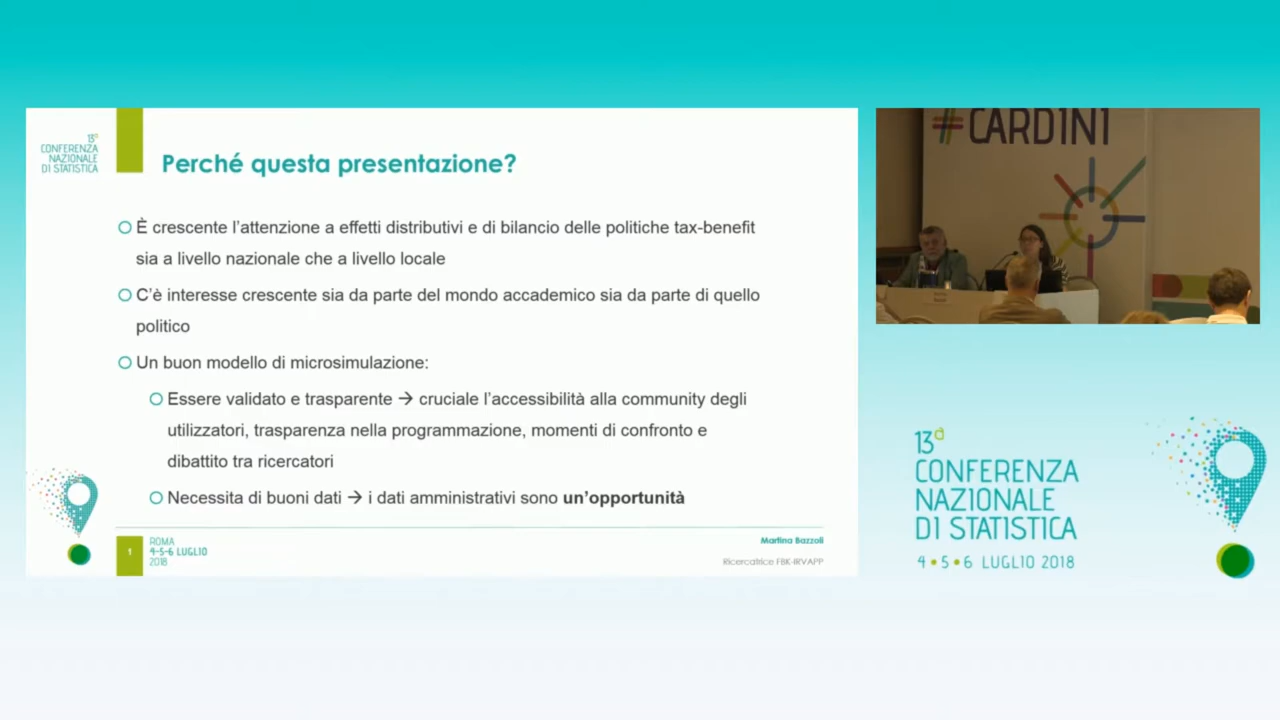 13ª
CONFERENZA
NAZIONALE
DI STATISTICA
Perché questa presentazione?
È crescente l'attenzione a effetti distributivi e di bilancio delle politiche tax-benefit
sia a livello nazionale che a livello locale
C'è interesse crescente sia da parte del mondo accademico sia da parte di quello
politico
Un buon modello di microsimulazione:
Essere validato e trasparente → cruciale l'accessibilità alla community degli
utilizzatori, trasparenza nella programmazione, momenti di confronto e
dibattito tra ricercatori
Necessita di buoni dati → i dati amministrativi sono un'opportunità
1
ROMA
4-5-6 LUGLIO
2018
Martina Bazzoli
Ricercatrice FBK-IRVAPP
#CARDINI
13ª
CONFERENZA
NAZIONALE
DI STATISTICA
4 • 5 • 6 LUGLIO 2018